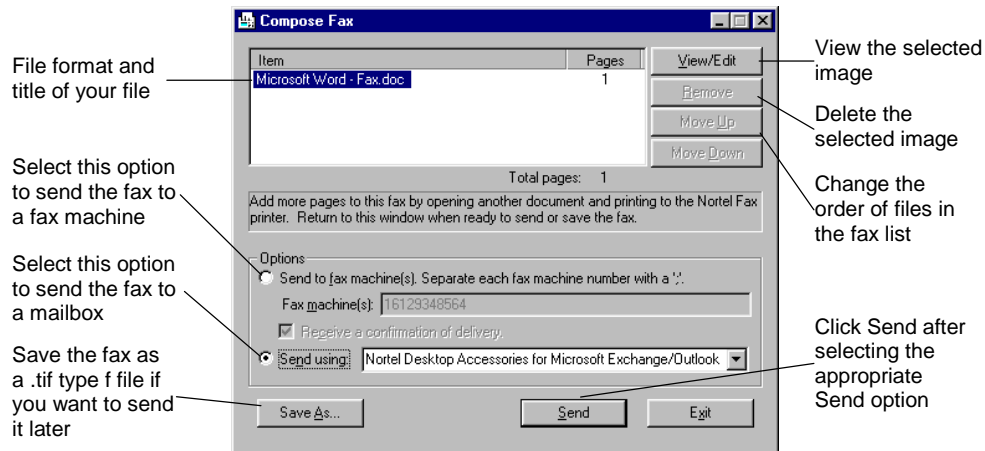 Compose Fax
File format and
title of your file
Select this option
to send the fax to
a fax machine
Select this option
to send the fax to
a mailbox
Save the fax as
a .tif type f file if
you want to send
it later
Item Pages
Microsoft Word - Fax.doc 1
View/Edit
Remove
Move Up
Move Down
Total pages: 1
Add more pages to this fax by opening another document and printing to the Nortel Fax
printer. Return to this window when ready to send or save the fax.
Options
Send to fax machine(s). Separate each fax machine number with a ';'.
Fax machine(s): 16129348564
Receive a confirmation of delivery.
Send using: Nortel Desktop Accessories for Microsoft Exchange/Outlook
Save As...
Send
Exit
View the selected
image
Delete the
selected image
Change the
order of files in
the fax list
Click Send after
selecting the
appropriate
Send option